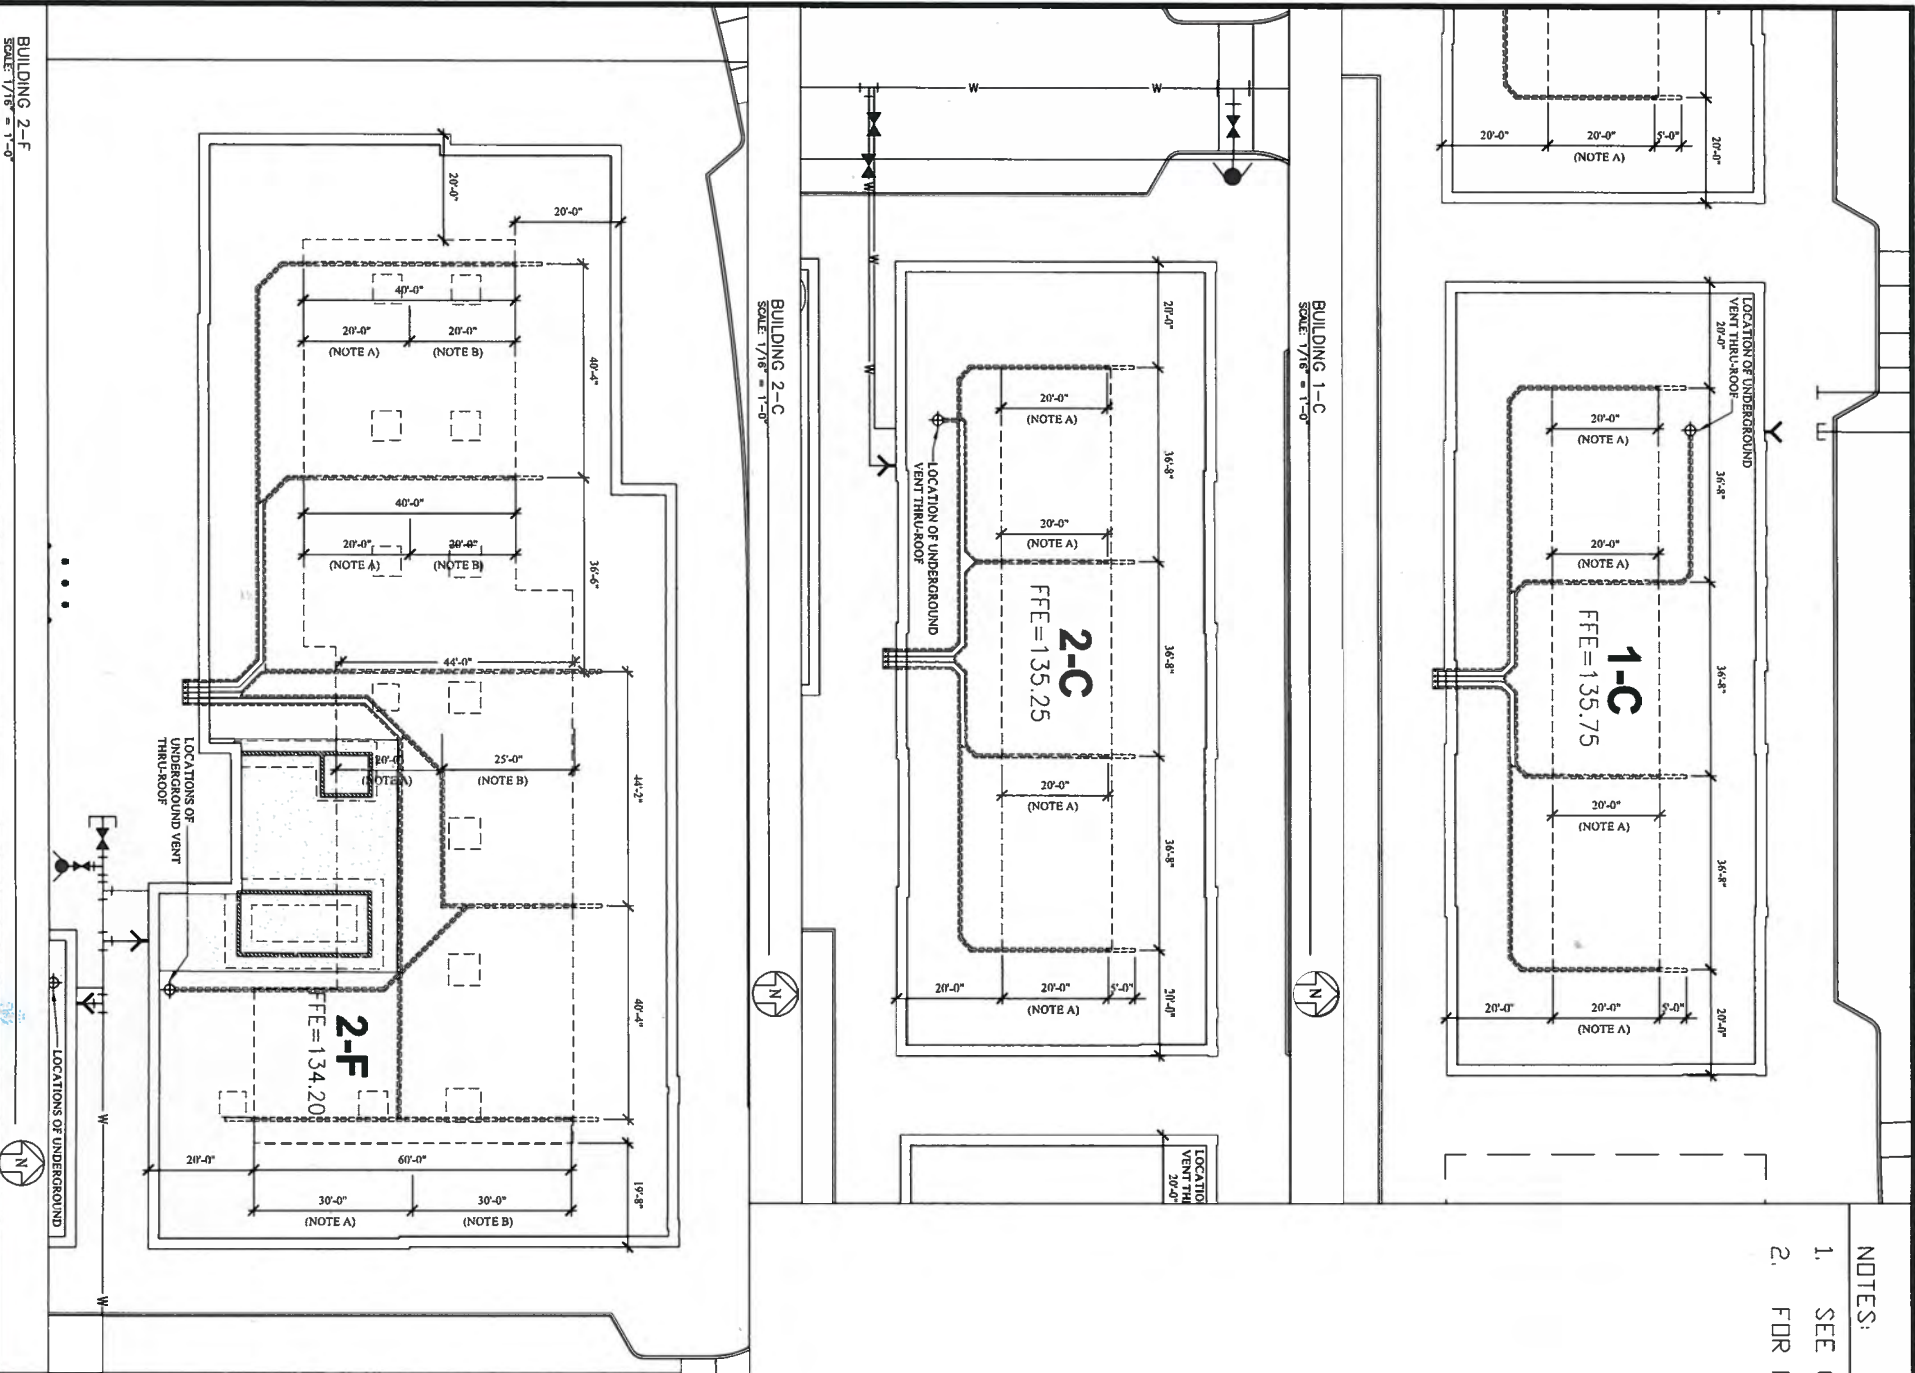 NOTES:
1. SEE
2. FOR
20'-0"
20'-0"
(NOTE A)
5'-0"
20'-0"
LOCATION OF UNDERGROUND
VENT THRU-ROOF
20'-0"
36'-8"
36'-8"
36'-8"
20'-0"
20'-0"
(NOTE A)
20'-0"
(NOTE A)
1-C
FFE=135.75
20'-0"
(NOTE A)
20'-0"
20'-0"
(NOTE A)
5'-0"
BUILDING 1-C
SCALE: 1/16" = 1'-0"
N
W
W
W
W
W
20'-0"
36'-8"
36'-8"
36'-8"
20'-0"
20'-0"
(NOTE A)
20'-0"
(NOTE A)
LOCATION OF UNDERGROUND
VENT THRU-ROOF
2-C
FFE=135.25
20'-0"
(NOTE A)
20'-0"
20'-0"
(NOTE A)
5'-0"
20'-0"
BUILDING 2-C
SCALE: 1/16" = 1'-0"
N
20'-0"
20'-0"
40'-0"
20'-0"
(NOTE A)
20'-0"
(NOTE B)
40'-4"
40'-0"
20'-0"
(NOTE A)
20'-0"
(NOTE B)
36'-6"
44'-0"
20'-0"
(NOTE A)
25'-0"
(NOTE B)
44'-2"
LOCATIONS OF
UNDERGROUND VENT
THRU-ROOF
2-F
FFE=134.20
40'-4"
20'-0"
60'-0"
30'-0"
(NOTE A)
30'-0"
(NOTE B)
19'-8"
LOCATIONS OF UNDERGROUND
W
W
BUILDING 2-F
SCALE: 1/16" = 1'-0"
N